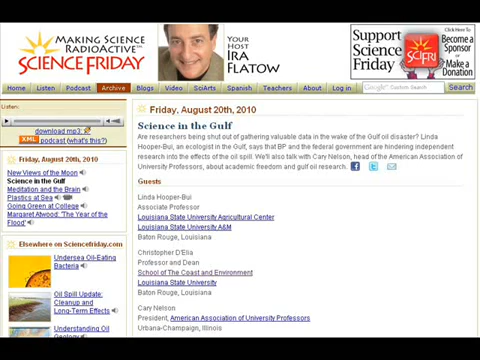 MAKING SCIENCE
RADIOACTIVE
SCIENCE FRIDAY
YOUR
HOST
IRA
FLATOW
Support
Science
Friday
SCIFRI
Click Here To
Become a
Sponsor
or
Make a
Donation
Home Listen Podcast Archive Blogs Video SciArts Spanish Teachers About Log in Google Custom Search Search
Listen:
download mp3:
XML podcast (what's this?)
Friday, August 20th, 2010
New Views of the Moon
Science in the Gulf
Meditation and the Brain
Plastics at Sea
Going Green at College
Margaret Atwood, 'The Year of the
Flood'
Elsewhere on Sciencefriday.com
Undersea Oil-Eating
Bacteria
Oil Spill Update:
Cleanup and
Long-Term Effects
Understanding Oil
Geology
Friday, August 20th, 2010
Science in the Gulf
Are researchers being shut out of gathering valuable data in the wake of the Gulf oil disaster? Linda
Hooper-Bui, an ecologist in the Gulf, says that BP and the federal government are hindering independent
research into the effects of the oil spill. We'll also talk with Cary Nelson, head of the American Association of
University Professors, about academic freedom and gulf oil research.
Guests
Linda Hooper-Bui
Associate Professor
Louisiana State University Agricultural Center
Louisiana State University A&M
Baton Rouge, Louisiana
Christopher D'Elia
Professor and Dean
School of The Coast and Environment
Louisiana State University
Baton Rouge, Louisiana
Cary Nelson
President, American Association of University Professors
Urbana-Champaign, Illinois